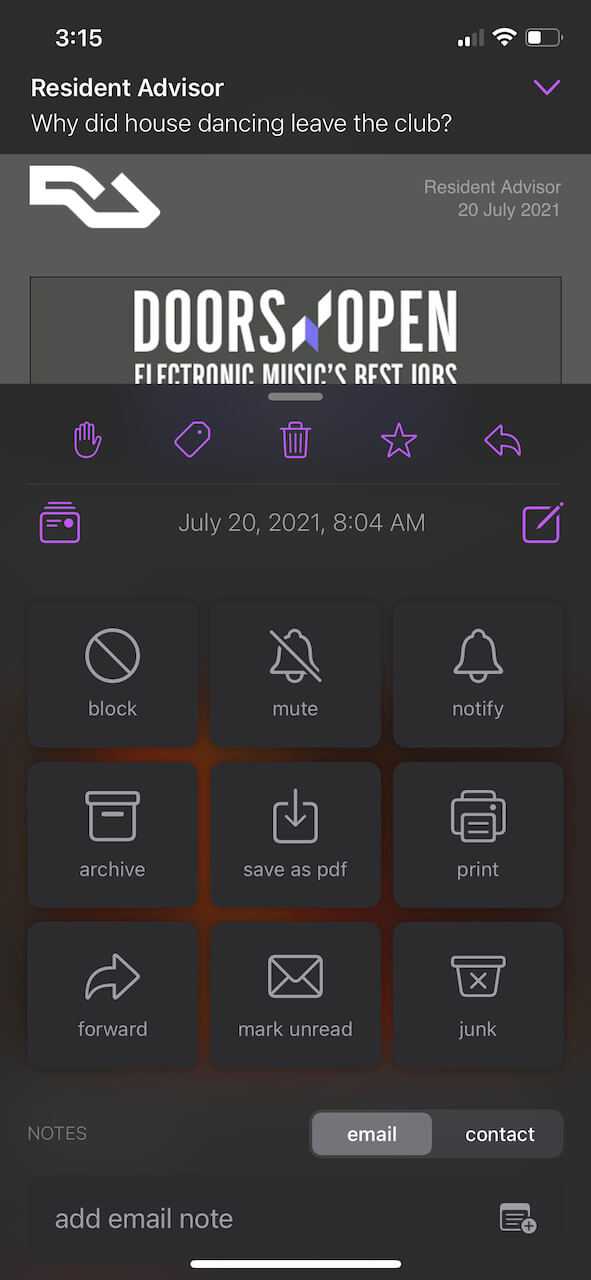 3:15
Resident Advisor
Why did house dancing leave the club?
Resident Advisor
20 July 2021
DOORS OPEN
ELECTRONIC MUSIC'S BEST JOBS
July 20, 2021, 8:04 AM
block
mute
notify
archive
save as pdf
print
forward
mark unread
junk
NOTES
email
contact
add email note